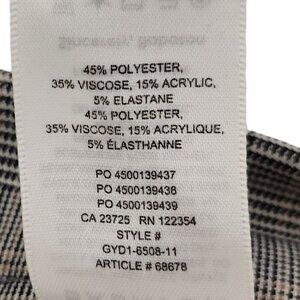 45% POLYESTER,
35% VISCOSE, 15% ACRYLIC,
5% ELASTANE
45% POLYESTER,
35% VISCOSE, 15% ACRYLIQUE,
5% ÉLASTHANNE
PO 4500139437
PO 4500139438
PO 4500139439
CA 23725 RN 122354
STYLE #
GYD1-6508-11
ARTICLE # 68678